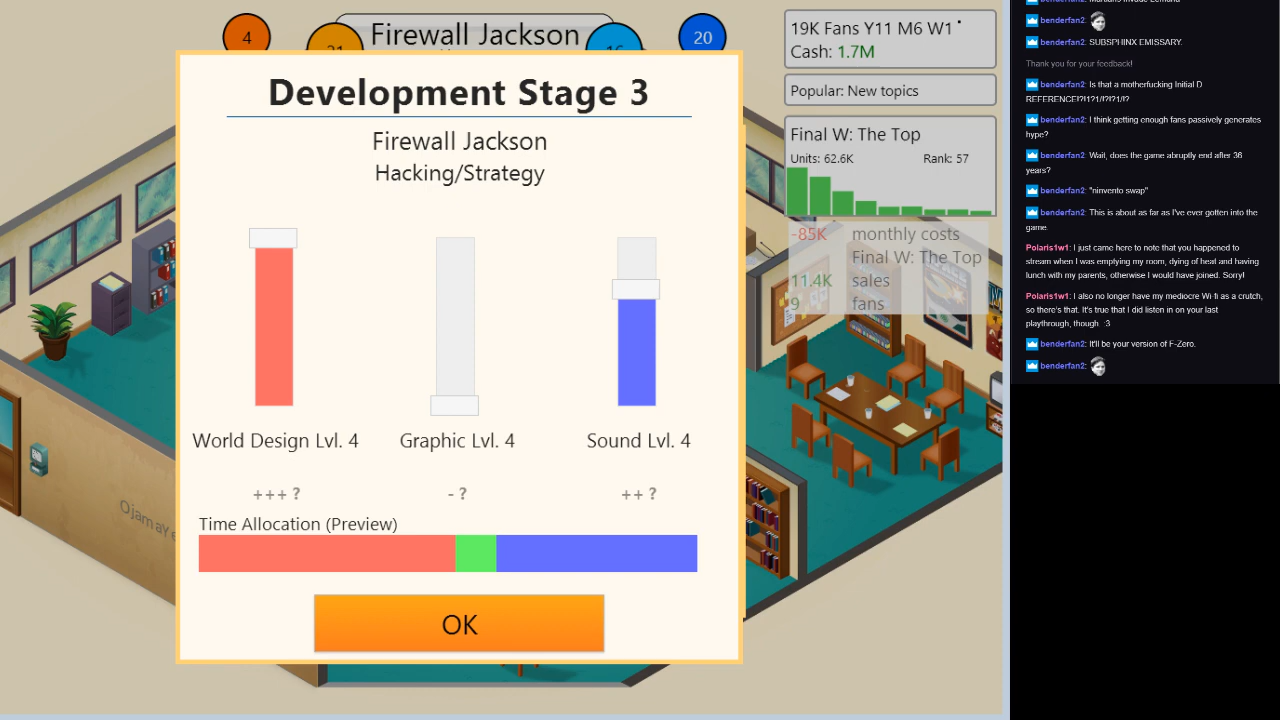 4
Firewall Jackson
20
Development Stage 3
Firewall Jackson
Hacking/Strategy
World Design Lvl. 4
Graphic Lvl. 4
Sound Lvl. 4
+++ ?
- ?
++ ?
Time Allocation (Preview)
OK
19K Fans Y11 M6 W1
Cash: 1.7M
Popular: New topics
Final W: The Top
Units: 62.6K
Rank: 57
-85K monthly costs
Final W: The Top
11.4K sales
9 fans
benderfan2:
benderfan2: SUBSPHINX EMISSARY.
Thank you for your feedback!
benderfan2: Is that a motherfucking Initial D
REFERENCE!?!1?1/!?!?1/!?
benderfan2: I think getting enough fans passively generates
hype?
benderfan2: Wait, does the game abruptly end after 36
years?
benderfan2: "ninvento swap"
benderfan2: This is about as far as I've ever gotten into the
game.
Polaris1w1: I just came here to note that you happened to
stream when I was emptying my room, dying of heat and having
lunch with my parents, otherwise I would have joined. Sorry!
Polaris1w1: I also no longer have my mediocre Wi-fi as a crutch,
so there's that. It's true that I did listen in on your last
playthrough, though :3
benderfan2: It'll be your version of F-Zero.
benderfan2: